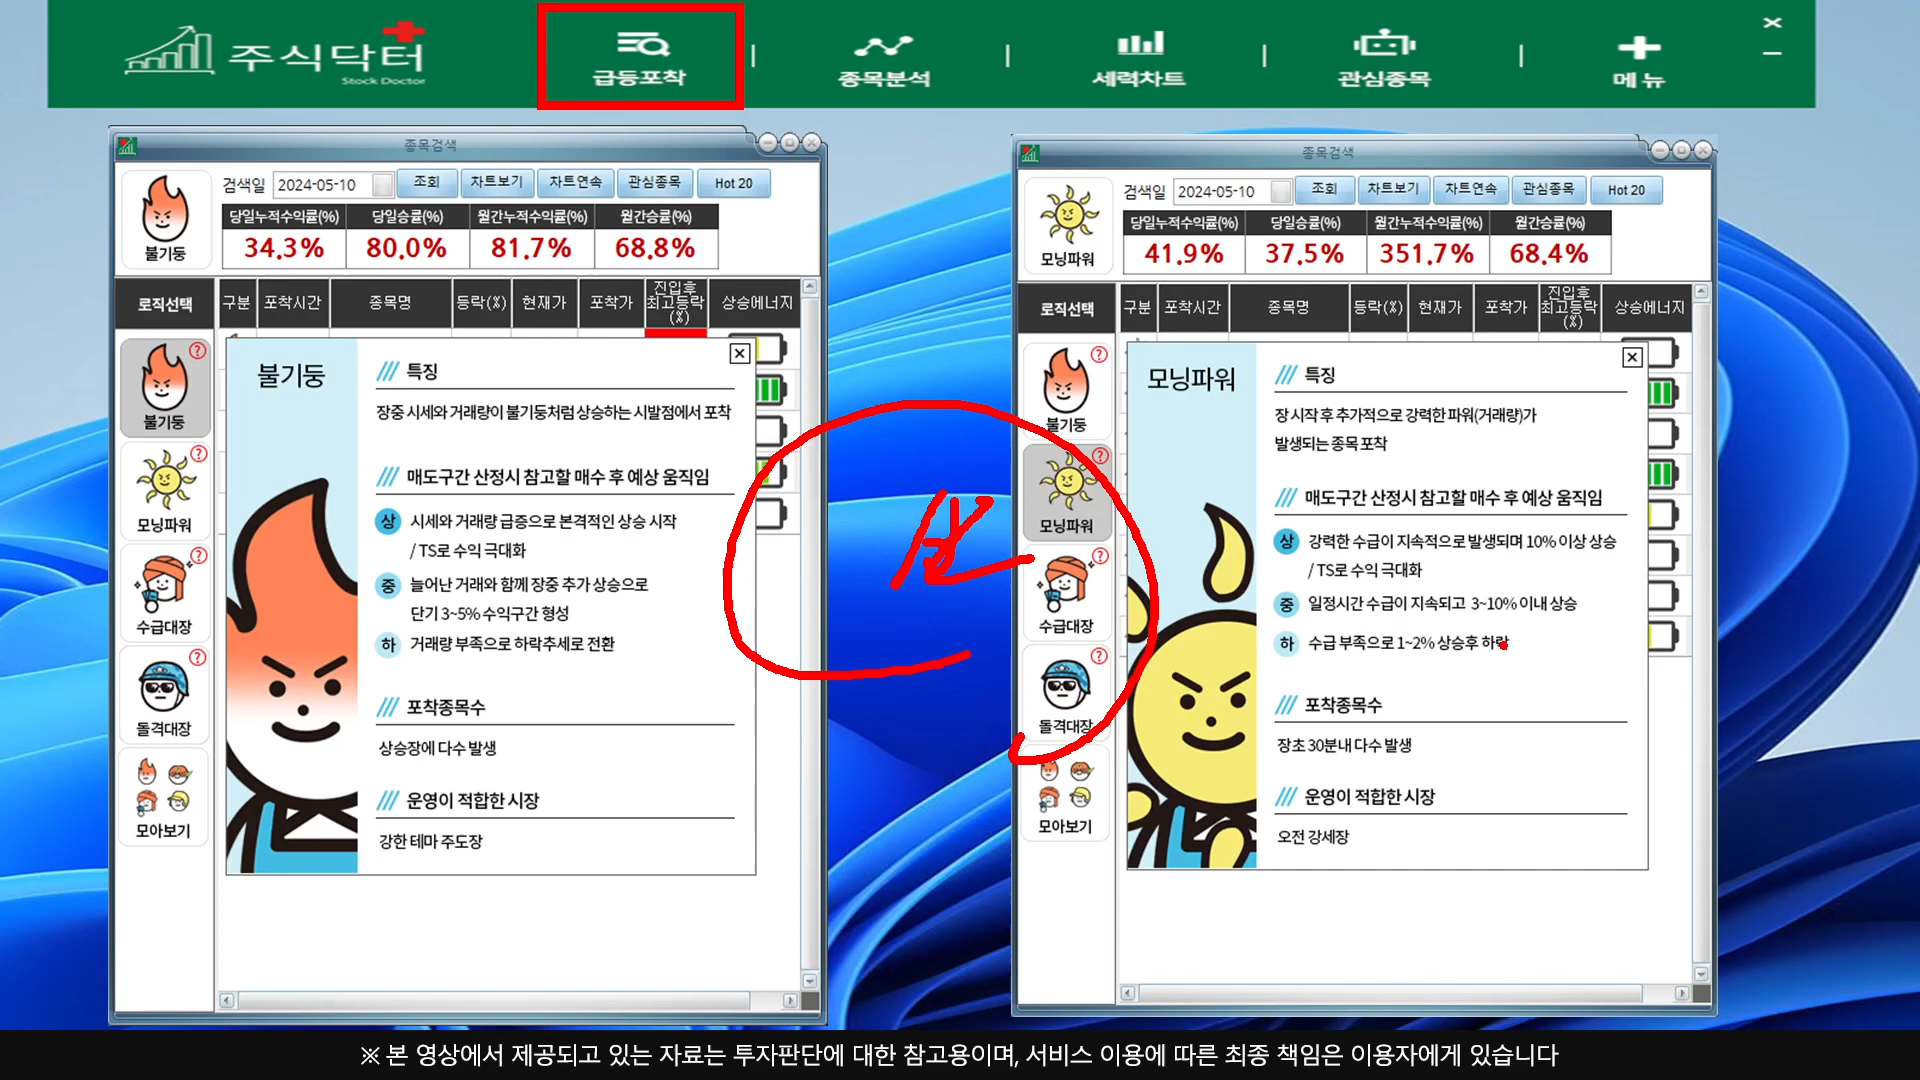 주식닥터
Stock Doctor
급등포착
종목분석
세력차트
관심종목
메뉴
종목검색
불기둥
검색일 2024-05-10 조회 차트보기 차트연속 관심종목 Hot 20
당일누적수익률(%) 당일승률(%) 월간누적수익률(%) 월간승률(%)
34.3% 80.0% 81.7% 68.8%
로직선택 구분 포착시간 종목명 등락(%) 현재가 포착가 진입후 최고등락 (%) 상승에너지
불기둥
모닝파워
수급대장
돌격대장
모아보기
불기둥
/// 특징
장중 시세와 거래량이 불기둥처럼 상승하는 시발점에서 포착
/// 매도구간 산정시 참고할 매수 후 예상 움직임
상 시세와 거래량 급증으로 본격적인 상승 시작
/ TS로 수익 극대화
중 늘어난 거래와 함께 장중 추가 상승으로
단기 3~5% 수익구간 형성
하 거래량 부족으로 하락추세로 전환
/// 포착종목수
상승장에 다수 발생
/// 운영이 적합한 시장
강한 테마 주도장
종목검색
모닝파워
검색일 2024-05-10 조회 차트보기 차트연속 관심종목 Hot 20
당일누적수익률(%) 당일승률(%) 월간누적수익률(%) 월간승률(%)
41.9% 37.5% 351.7% 68.4%
로직선택 구분 포착시간 종목명 등락(%) 현재가 포착가 진입후 최고등락 (%) 상승에너지
불기둥
모닝파워
수급대장
돌격대장
모아보기
모닝파워
/// 특징
장 시작 후 추가적으로 강력한 파워(거래량)가
발생되는 종목 포착
/// 매도구간 산정시 참고할 매수 후 예상 움직임
상 강력한 수급이 지속적으로 발생되며 10% 이상 상승
/ TS로 수익 극대화
중 일정시간 수급이 지속되고 3~10% 이내 상승
하 수급 부족으로 1~2% 상승후 하락
/// 포착종목수
장초 30분내 다수 발생
/// 운영이 적합한 시장
오전 강세장
※ 본 영상에서 제공되고 있는 자료는 투자판단에 대한 참고용이며, 서비스 이용에 따른 최종 책임은 이용자에게 있습니다